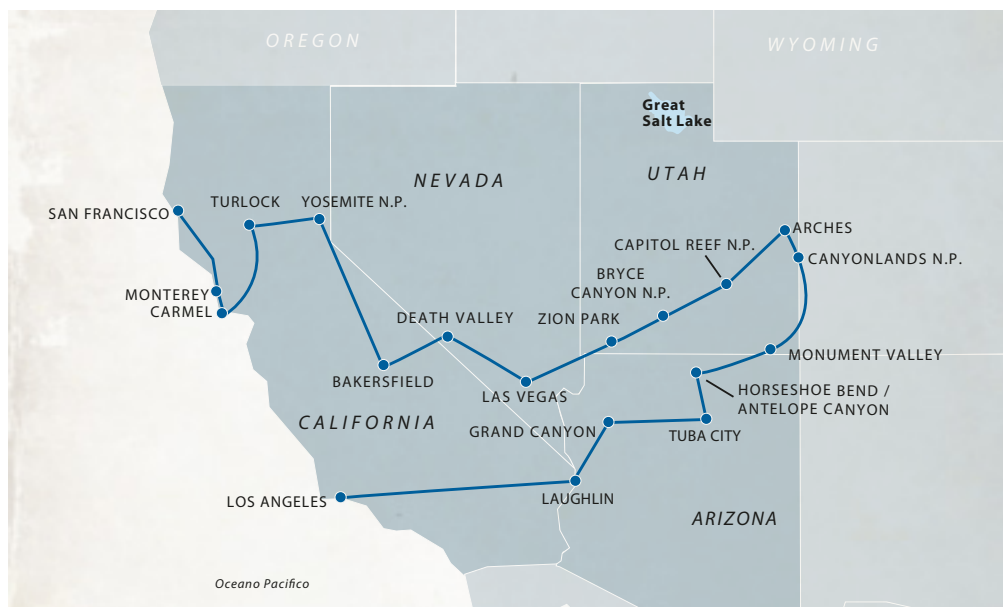 OREGON
WYOMING
Great
Salt Lake
NEVADA
UTAH
SAN FRANCISCO
TURLOCK
YOSEMITE N.P.
ARCHES
CAPITOL REEF N.P.
CANYONLANDS N.P.
BRYCE
CANYON N.P.
MONTEREY
CARMEL
DEATH VALLEY
ZION PARK
MONUMENT VALLEY
BAKERSFIELD
LAS VEGAS
HORSESHOE BEND /
ANTELOPE CANYON
CALIFORNIA
GRAND CANYON
TUBA CITY
LOS ANGELES
LAUGHLIN
ARIZONA
Oceano Pacifico